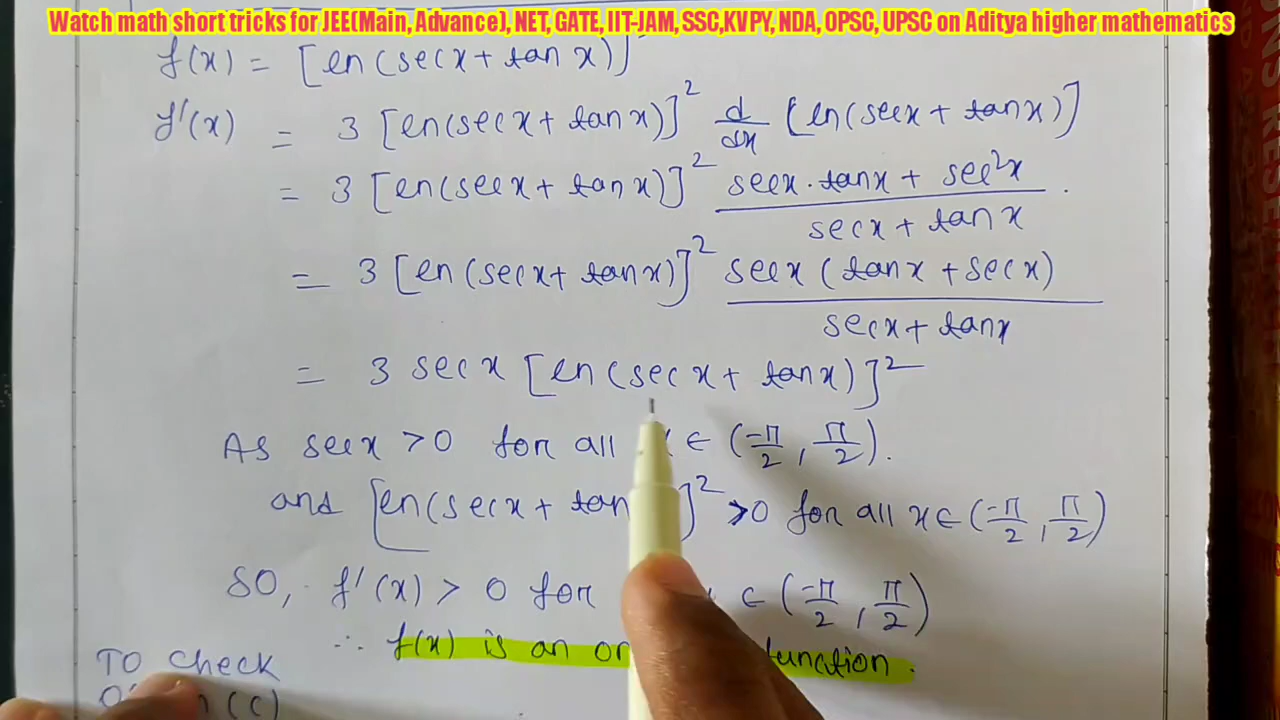 Watch math short tricks for JEE(Main, Advance), NET, GATE, IIT-JAM, SSC,KVPY, NDA, OPSC, UPSC on Aditya higher mathematics
f(x) = [ln(secx + tan x)]
f'(x) = 3 [ln(secx + tanx)]² d/dx [ln(secx + tanx)]
= 3 [ln(secx + tanx)]² secx·tanx + sec²x / secx + tanx .
= 3 [ln(secx + tanx)]² secx (tanx + secx) / secx + tanx
= 3 secx [ln(secx + tanx)]²
As secx >0 for all ∈ (-π/2, π/2).
and [ln(secx + tan ]² >0 for all x ∈ (-π/2, π/2)
SO, f'(x) > 0 for ∈ (-π/2, π/2)
∴ f(x) is an function.
TO check
(c)